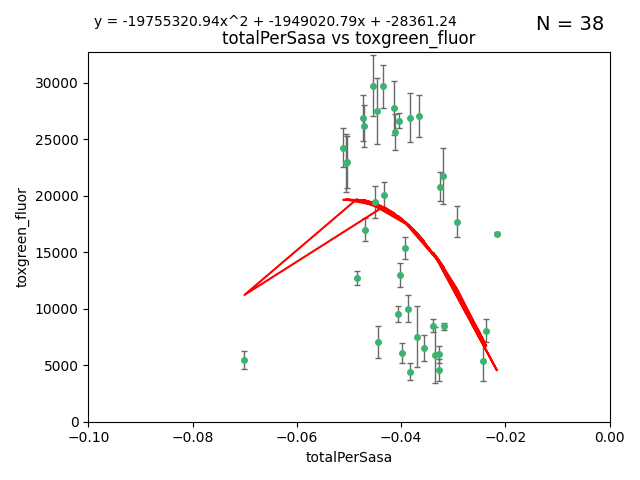 y = -19755320.94x^2 + -1949020.79x + -28361.24
N = 38
totalPerSasa vs toxgreen_fluor
30000
25000
20000
15000
10000
5000
0
toxgreen_fluor
−0.10
−0.08
−0.06
−0.04
−0.02
0.00
totalPerSasa